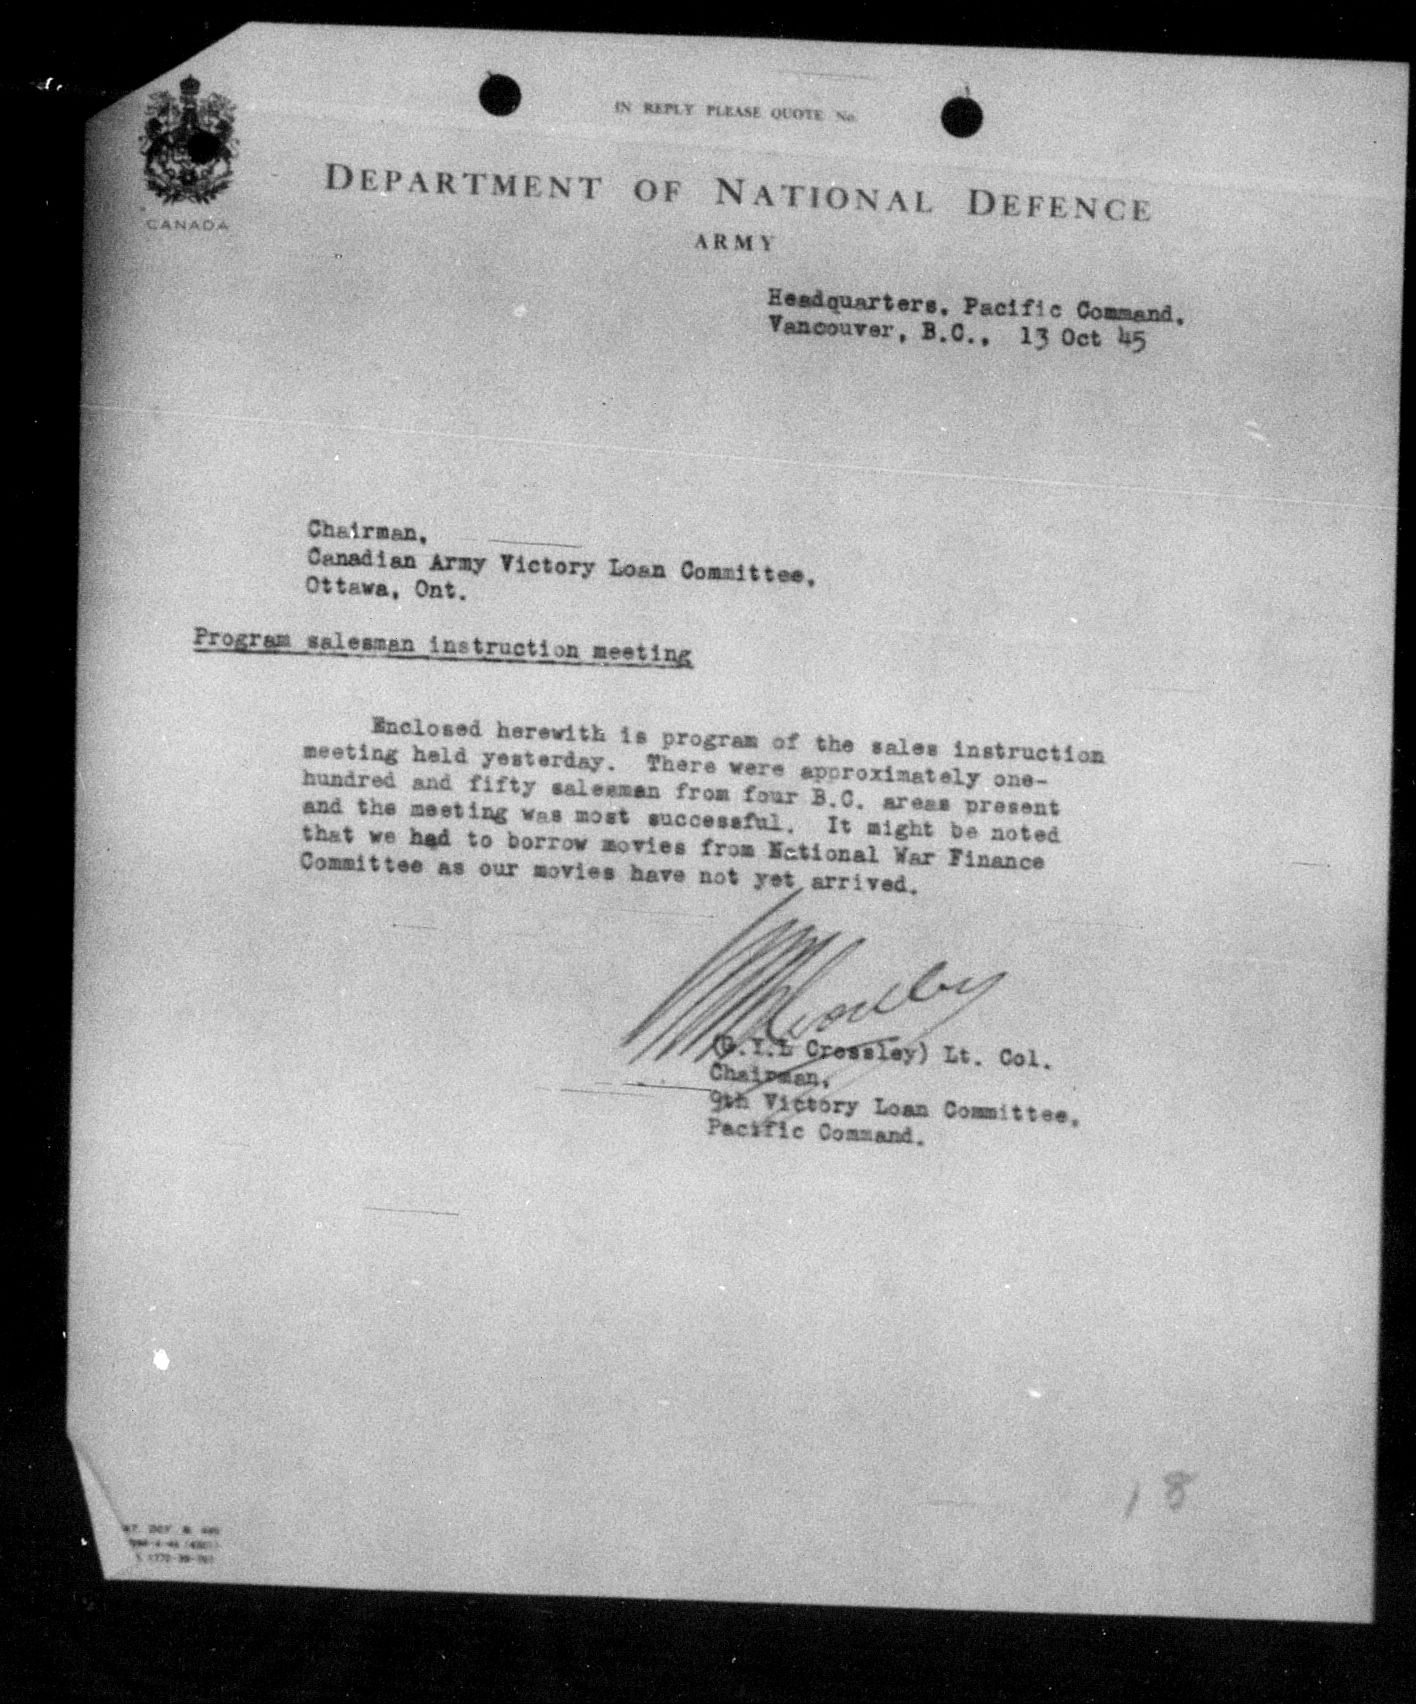 IN REPLY PLEASE QUOTE No.
DEPARTMENT OF NATIONAL DEFENCE
ARMY
CANADA
Headquarters, Pacific Command,
Vancouver, B.C., 13 Oct 45
Chairman,
Canadian Army Victory Loan Committee,
Ottawa, Ont.
Program salesman instruction meeting
Enclosed herewith is program of the sales instruction
meeting held yesterday. There were approximately one-
hundred and fifty salesmen from four B.C. areas present
and the meeting was most successful. It might be noted
that we had to borrow movies from National War Finance
Committee as our movies have not yet arrived.
Crossley) Lt. Col.
Chairman,
9th Victory Loan Committee,
Pacific Command.
18